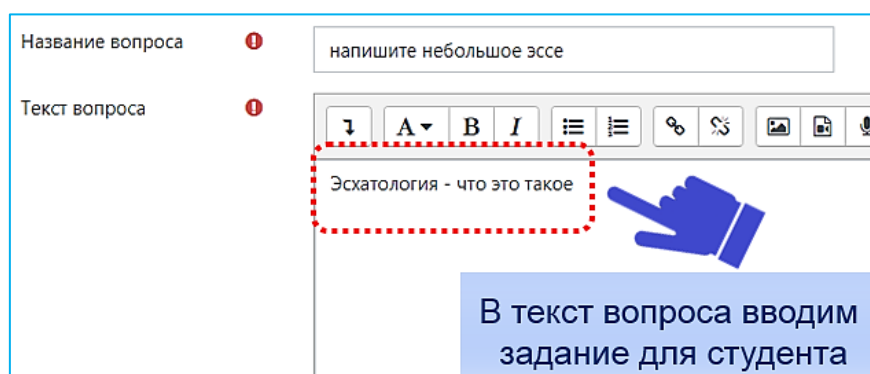 Название вопроса
напишите небольшое эссе
Текст вопроса
A B I
Эсхатология - что это такое
В текст вопроса вводим
задание для студента